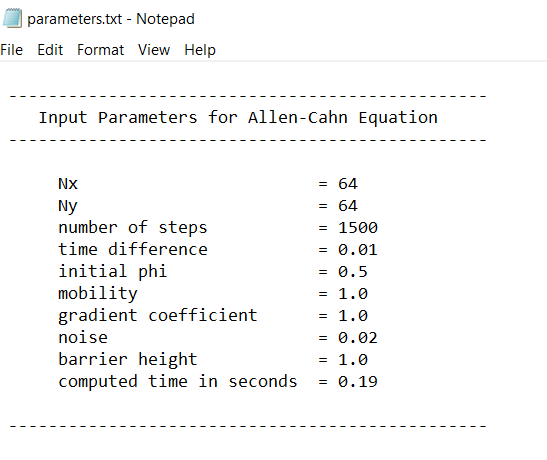 parameters.txt - Notepad
File Edit Format View Help
------------------------------------------------
Input Parameters for Allen-Cahn Equation
------------------------------------------------
Nx = 64
Ny = 64
number of steps = 1500
time difference = 0.01
initial phi = 0.5
mobility = 1.0
gradient coefficient = 1.0
noise = 0.02
barrier height = 1.0
computed time in seconds = 0.19
------------------------------------------------